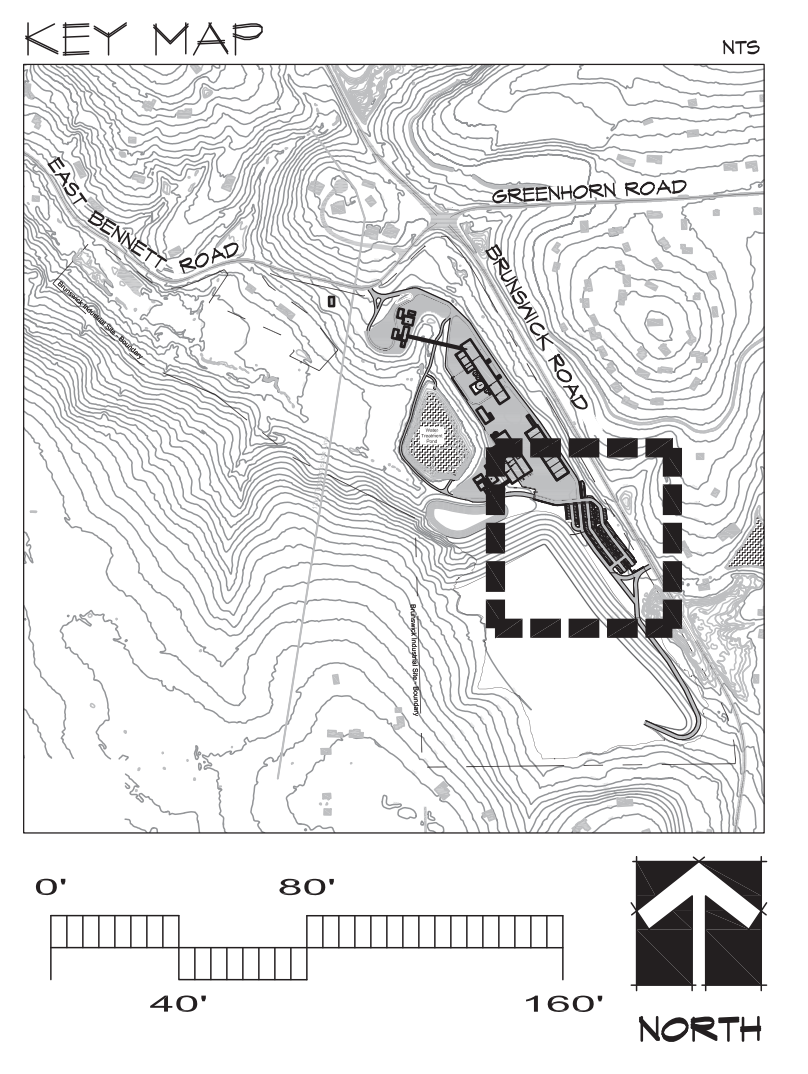 KEY MAP
NTS
GREENHORN ROAD
EAST BENNETT ROAD
BRUNSWICK ROAD
Brunswick Industrial Site - Boundary
Water
Treatment
Pond
Brunswick Industrial Site - Boundary
0'
80'
40'
160'
NORTH